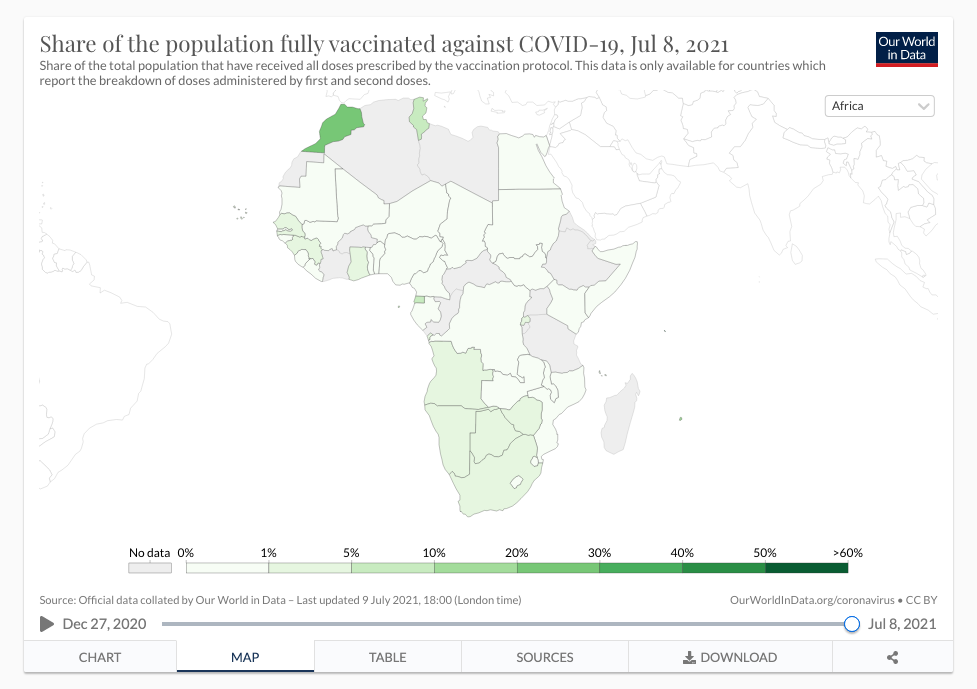 Share of the population fully vaccinated against COVID-19, Jul 8, 2021
Our World
in Data
Share of the total population that have received all doses prescribed by the vaccination protocol. This data is only available for countries which
report the breakdown of doses administered by first and second doses.
Africa
No data 0% 1% 5% 10% 20% 30% 40% 50% >60%
Source: Official data collated by Our World in Data – Last updated 9 July 2021, 18:00 (London time)
OurWorldInData.org/coronavirus • CC BY
Dec 27, 2020
Jul 8, 2021
CHART MAP TABLE SOURCES DOWNLOAD